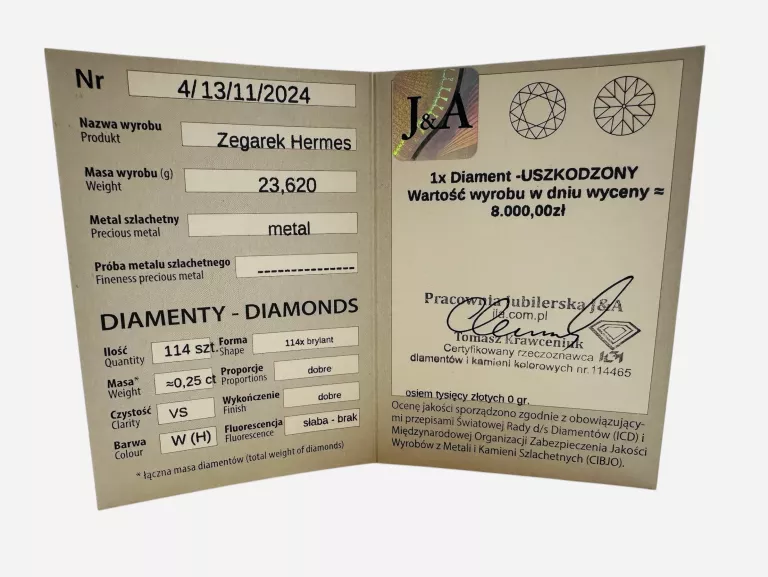 Nr 4/13/11/2024
Nazwa wyrobu
Produkt
Zegarek Hermes
Masa wyrobu (g)
Weight
23,620
Metal szlachetny
Precious metal
metal
Próba metalu szlachetnego
Fineness precious metal
---------------
DIAMENTY - DIAMONDS
Ilość
Quantity
114 szt.
Forma
Shape
114x brylant
Masa*
Weight
≈0,25 ct
Proporcje
Proportions
dobre
Czystość
Clarity
VS
Wykończenie
Finish
dobre
Barwa
Colour
W (H)
Fluorescencja
Fluorescence
słaba - brak
* łączna masa diamentów (total weight of diamonds)
J&A
1x Diament -USZKODZONY
Wartość wyrobu w dniu wyceny ≈
8.000,00zł
Pracownia Jubilerska J&A
jla.com.pl
Tomasz Krawceniuk
Certyfikowany rzeczoznawca
diamentów i kamieni kolorowych nr.114465
osiem tysięcy złotych 0 gr.
Ocenę jakości sporządzono zgodnie z obowiązujący-
mi przepisami Światowej Rady d/s Diamentów (ICD) i
Międzynarodowej Organizacji Zabezpieczenia Jakości
Wyrobów z Metali i Kamieni Szlachetnych (CIBJO).